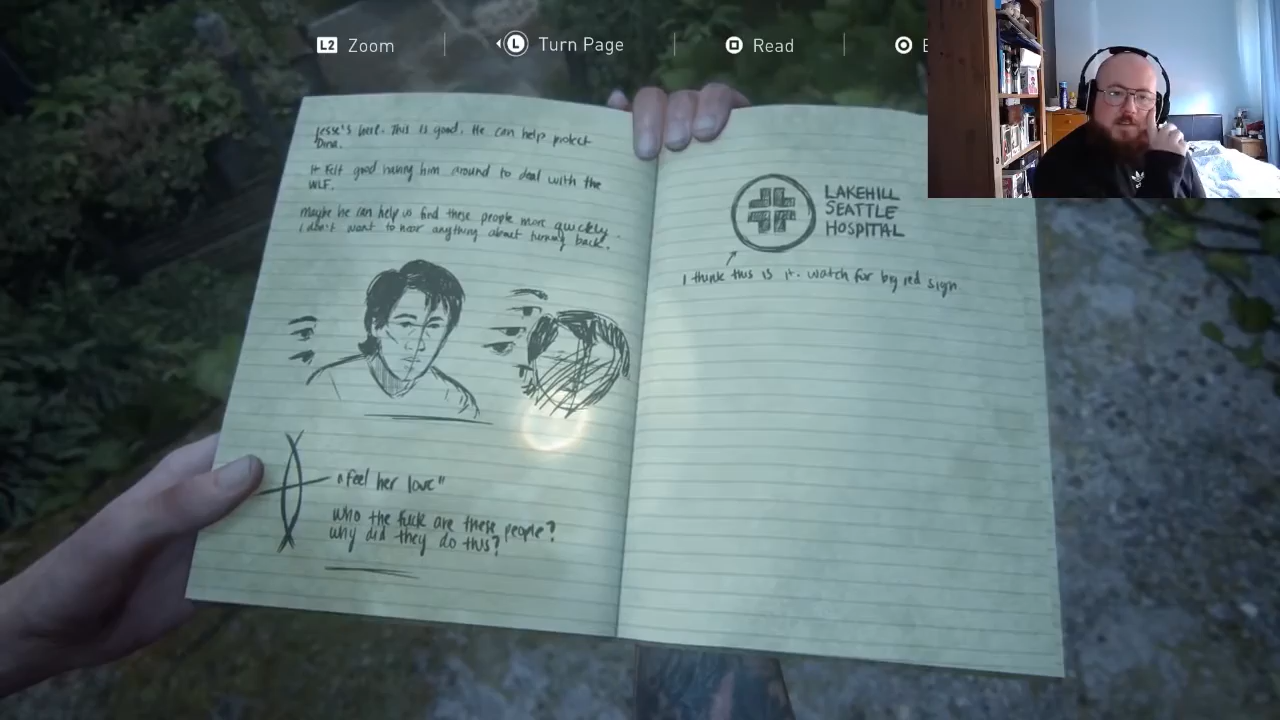 L2 Zoom
L Turn Page
Read
E
Jesse's here. This is good. He can help protect
Dina.
It felt good having him around to deal with the
WLF.
Maybe he can help us find these people more quickly.
I don't want to hear anything about turning back.
"Feel her love"
Who the fuck are these people?
why did they do this?
LAKEHILL
SEATTLE
HOSPITAL
I think this is it. watch for big red sign.